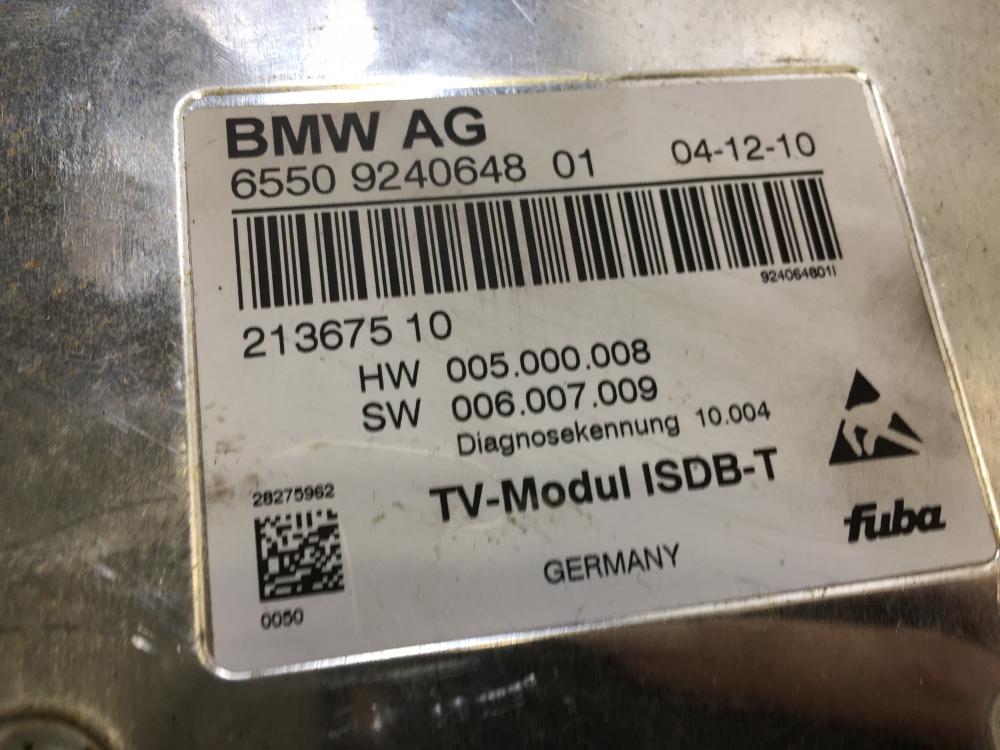 BMW AG
6550 9240648 01 04-12-10
924064801I
213675 10
HW 005.000.008
SW 006.007.009
Diagnosekennung 10.004
TV-Modul ISDB-T
28275962
fuba
GERMANY
0050